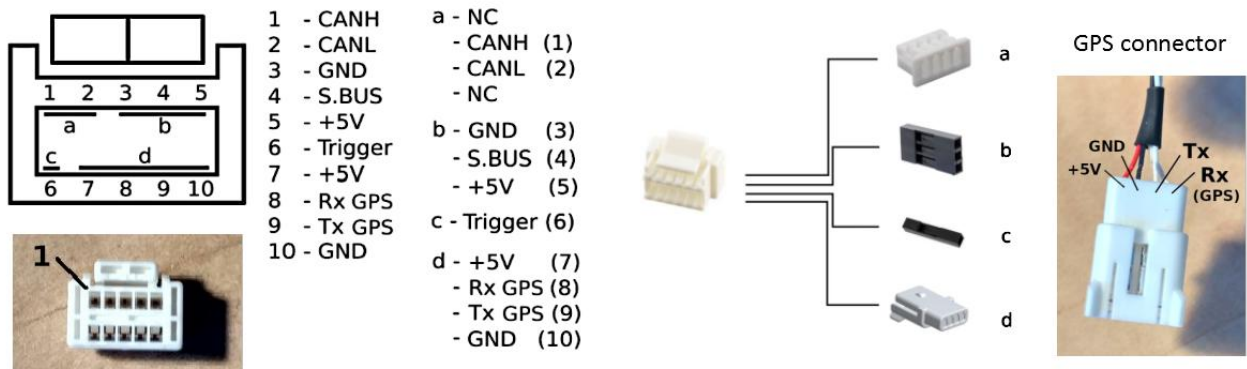 1 2 3 4 5
a b
c d
6 7 8 9 10
1
1 - CANH
2 - CANL
3 - GND
4 - S.BUS
5 - +5V
6 - Trigger
7 - +5V
8 - Rx GPS
9 - Tx GPS
10 - GND
a - NC
- CANH (1)
- CANL (2)
- NC
b - GND (3)
- S.BUS (4)
- +5V (5)
c - Trigger (6)
d - +5V (7)
- Rx GPS (8)
- Tx GPS (9)
- GND (10)
a
b
c
d
GPS connector
GND Tx
+5V Rx
(GPS)